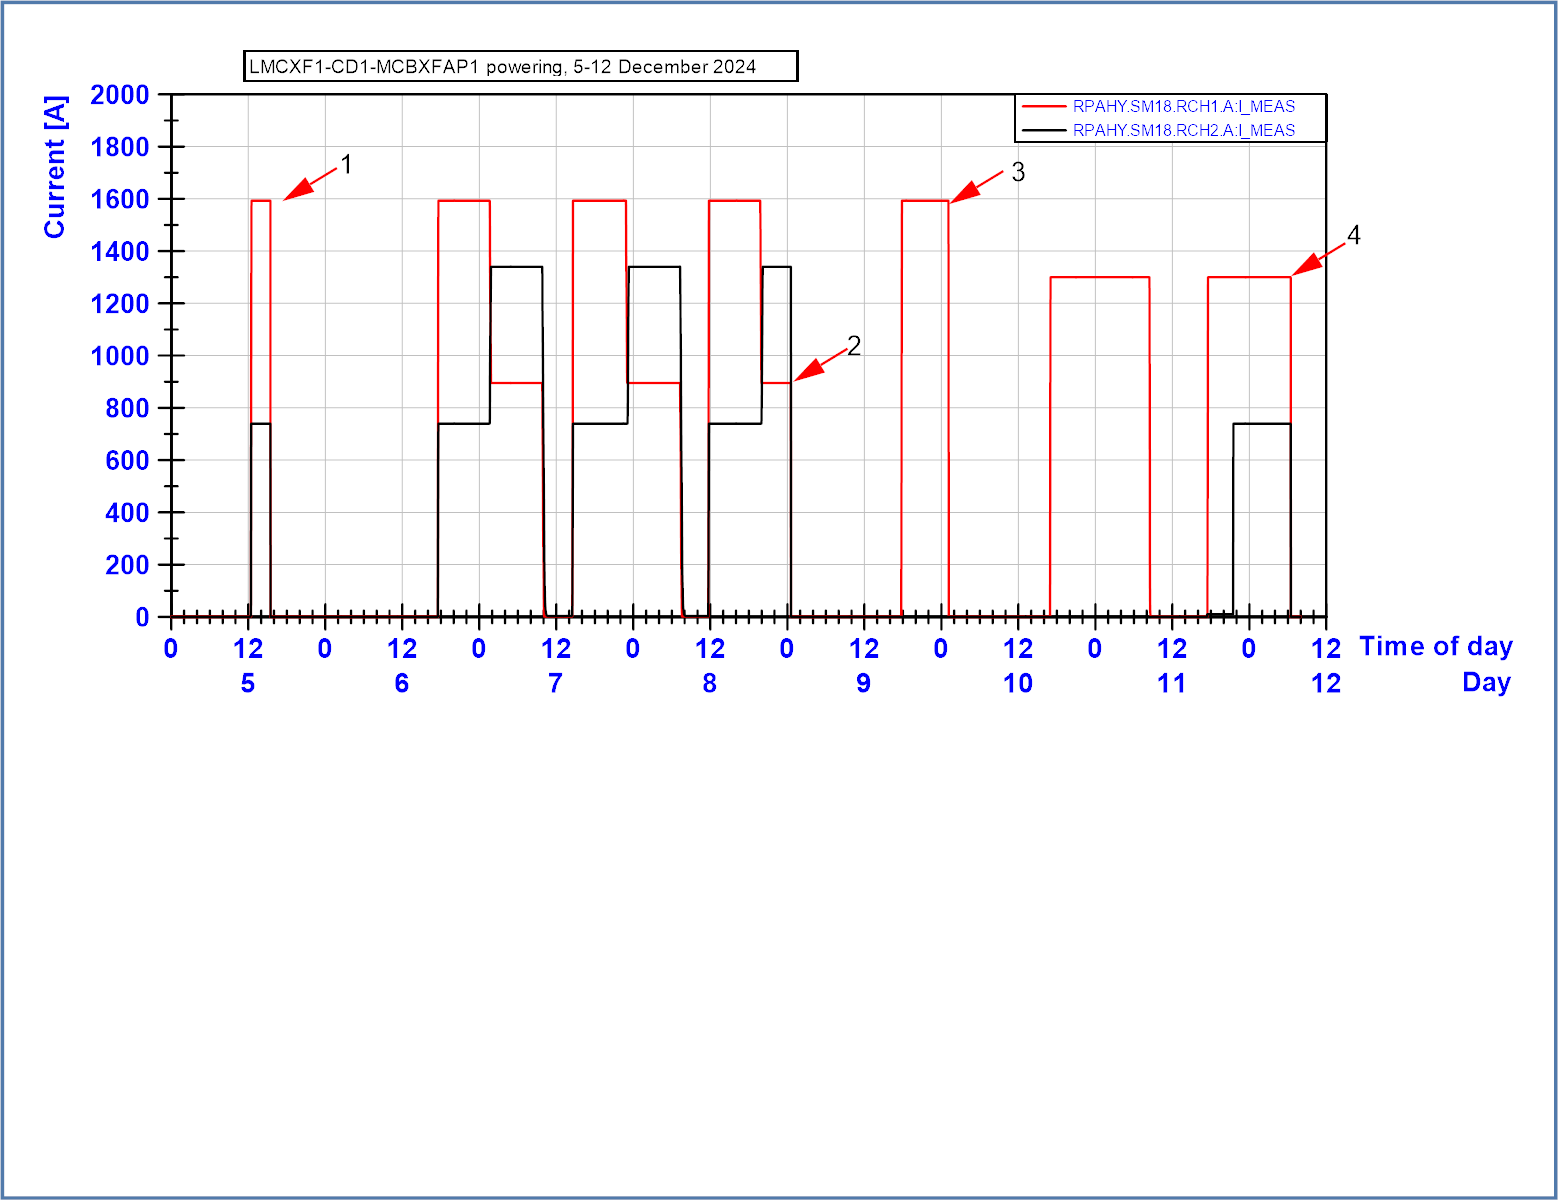 LMCXF1-CD1-MCBXFAP1 powering, 5-12 December 2024
RPAHY.SM18.RCH1.A:I_MEAS
RPAHY.SM18.RCH2.A:I_MEAS
Current [A]
2000
1800
1600
1400
1200
1000
800
600
400
200
0
1
2
3
4
0 12 0 12 0 12 0 12 0 12 0 12 0 12 0 12 Time of day
5 6 7 8 9 10 11 12 Day